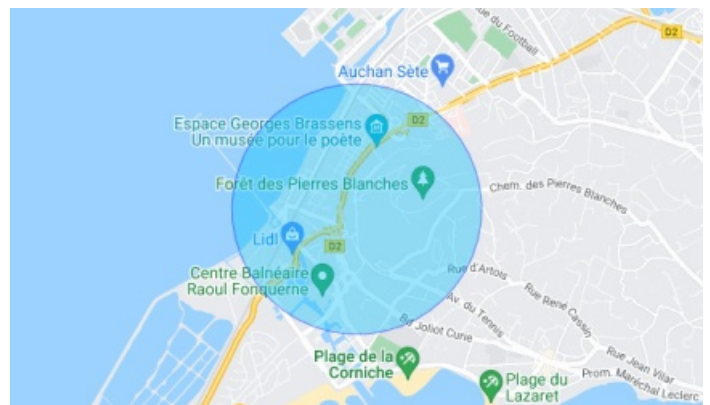 Rue du Football
D2
Auchan Sète
D2
Espace Georges Brassens
Un musée pour le poète
Forêt des Pierres Blanches
Chem. des Pierres Blanches
Lidl
D2
Centre Balnéaire
Raoul Fonquerne
Rue d'Artois
Rue René Cassin
Av. du Tennis
Bd Joliot Curie
Rue Jean Vilar
Plage de la
Corniche
Prom. Maréchal Leclerc
Plage du
Lazaret